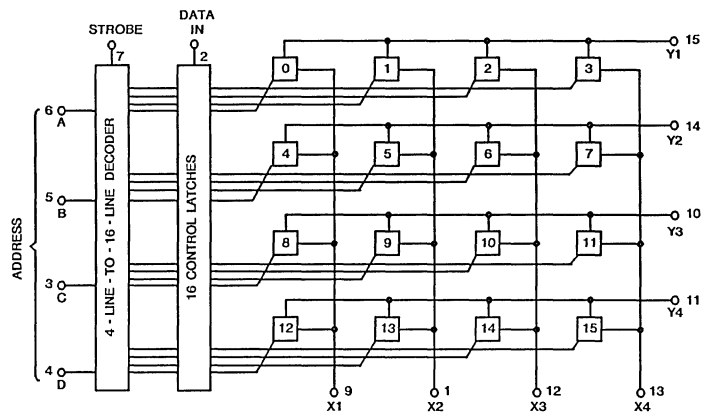 STROBE
7
DATA
IN
2
15
Y1
0
1
2
3
6
A
14
Y2
4
5
6
7
5
B
10
Y3
8
9
10
11
3
C
11
Y4
12
13
14
15
4
D
ADDRESS
4 - LINE - TO - 16 - LINE DECODER
16 CONTROL LATCHES
9
X1
1
X2
12
X3
13
X4